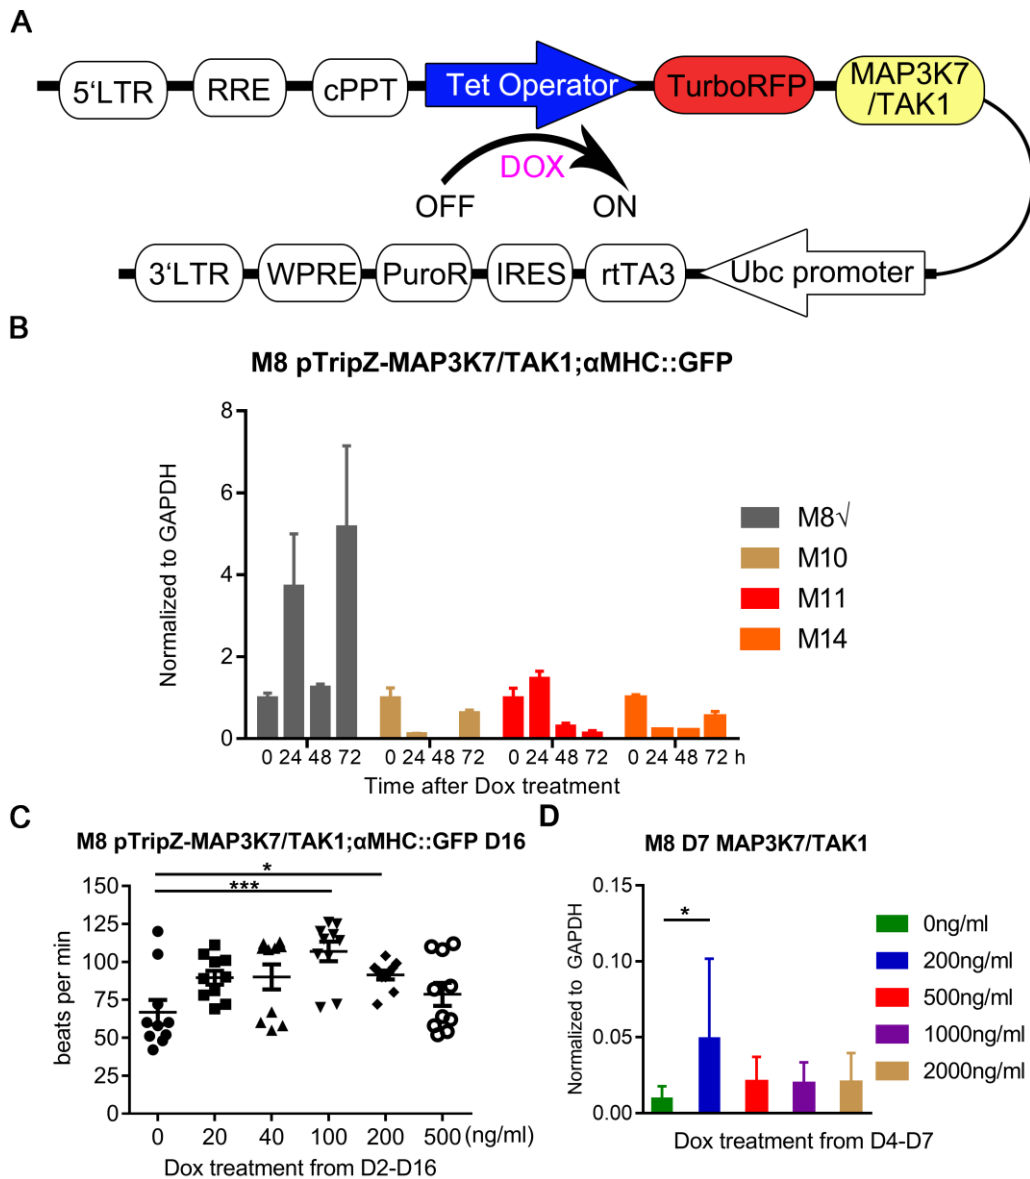 A
5‘LTR RRE cPPT Tet Operator TurboRFP MAP3K7
/TAK1
DOX
OFF ON
3‘LTR WPRE PuroR IRES rtTA3 Ubc promoter
B
M8 pTripZ-MAP3K7/TAK1;αMHC::GFP
Normalized to GAPDH
8
6
4
2
0
0 24 48 72 0 24 48 72 0 24 48 72 0 24 48 72 h
Time after Dox treatment
M8√
M10
M11
M14
C
M8 pTripZ-MAP3K7/TAK1;αMHC::GFP D16
beats per min
150
125
100
75
50
25
0
*
***
0 20 40 100 200 500 (ng/ml)
Dox treatment from D2-D16
D
M8 D7 MAP3K7/TAK1
Normalized to GAPDH
0.15
0.10
0.05
0.00
*
Dox treatment from D4-D7
0ng/ml
200ng/ml
500ng/ml
1000ng/ml
2000ng/ml